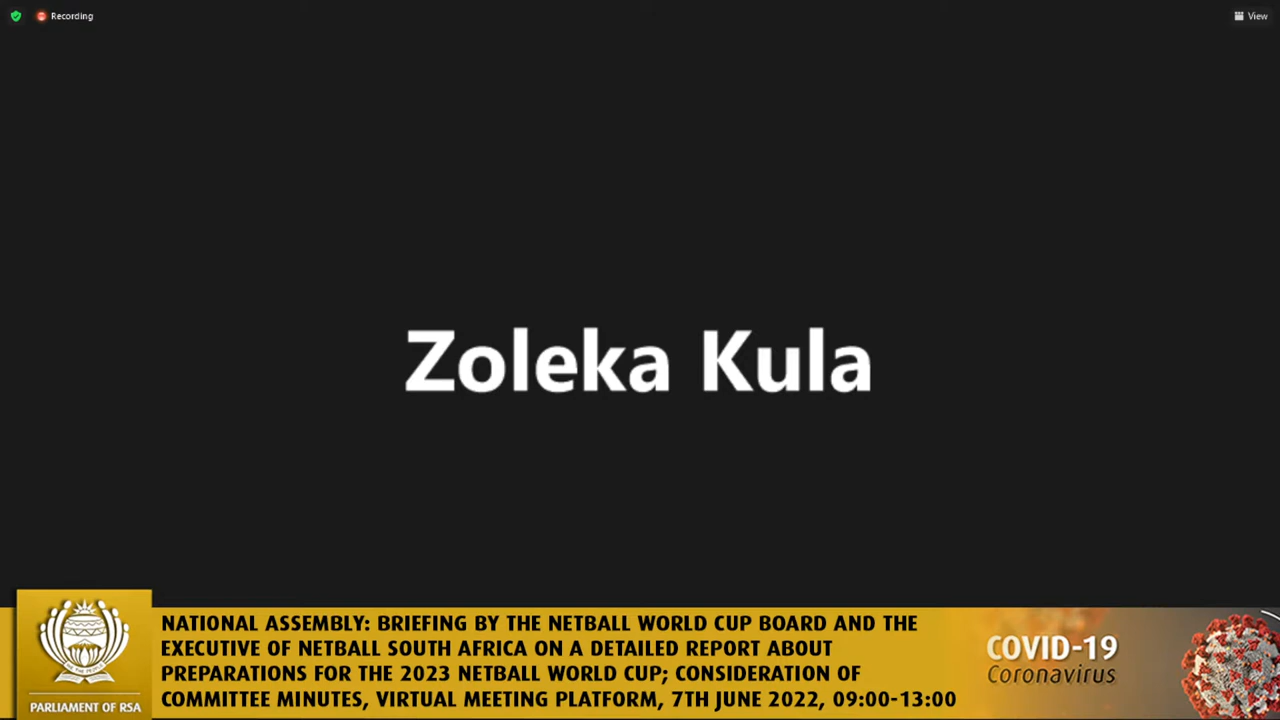 Recording
View
Zoleka Kula
NATIONAL ASSEMBLY: BRIEFING BY THE NETBALL WORLD CUP BOARD AND THE
EXECUTIVE OF NETBALL SOUTH AFRICA ON A DETAILED REPORT ABOUT
PREPARATIONS FOR THE 2023 NETBALL WORLD CUP; CONSIDERATION OF
COMMITTEE MINUTES, VIRTUAL MEETING PLATFORM, 7TH JUNE 2022, 09:00-13:00
PARLIAMENT OF RSA
COVID-19
Coronavirus